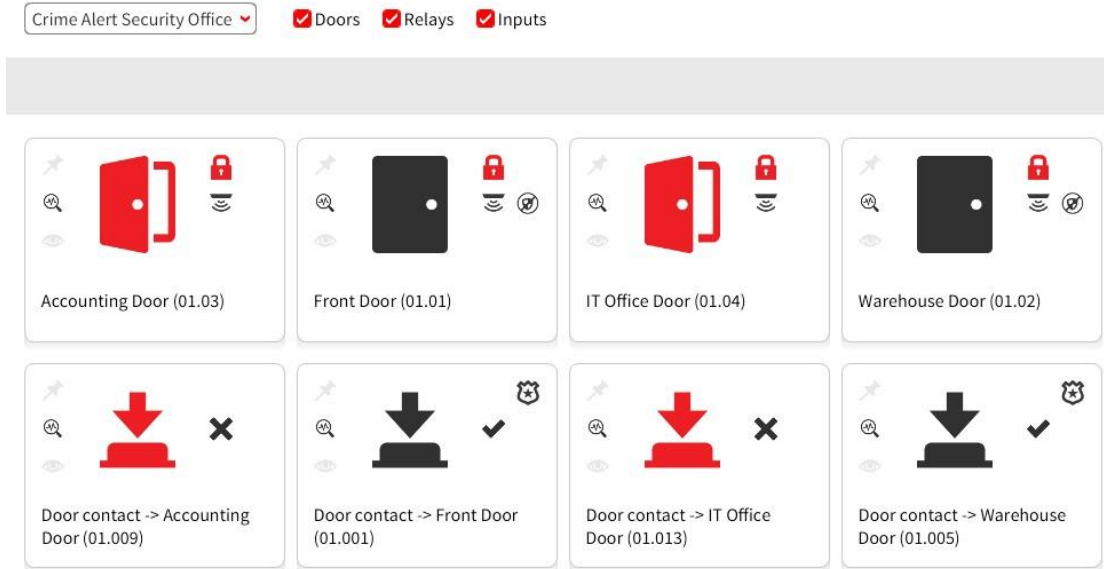 Crime Alert Security Office
Doors
Relays
Inputs
Accounting Door (01.03)
Front Door (01.01)
IT Office Door (01.04)
Warehouse Door (01.02)
Door contact -> Accounting
Door (01.009)
Door contact -> Front Door
(01.001)
Door contact -> IT Office
Door (01.013)
Door contact -> Warehouse
Door (01.005)